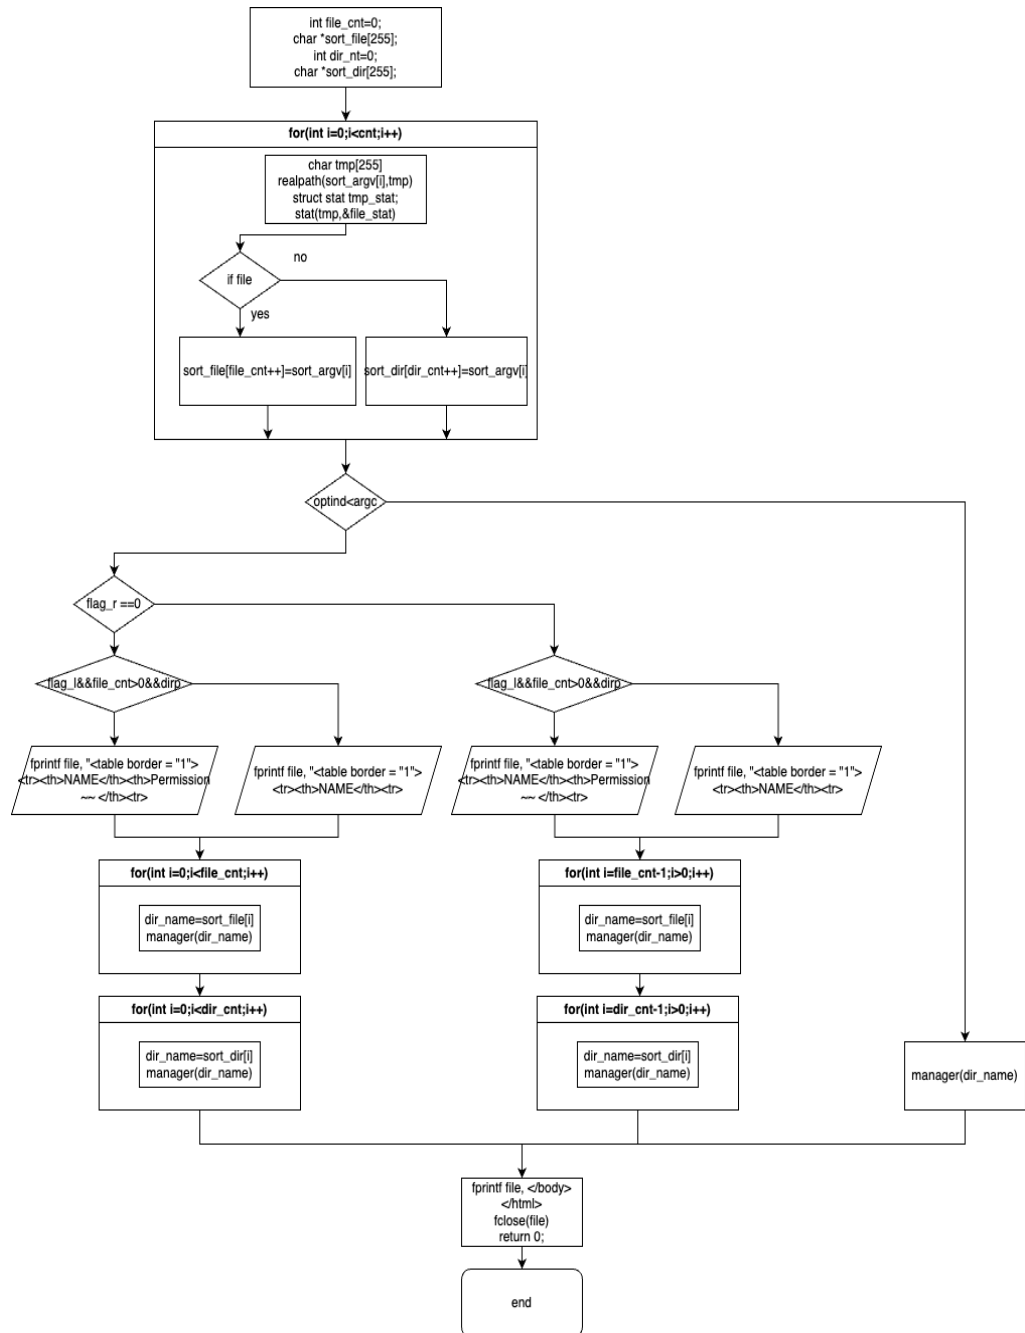 int file_cnt=0;
char *sort_file[255];
int dir_nt=0;
char *sort_dir[255];
for(int i=0;i<cnt;i++)
char tmp[255]
realpath(sort_argv[i],tmp)
struct stat tmp_stat;
stat(tmp,&file_stat)
no
if file
yes
sort_file[file_cnt++]=sort_argv[i]
sort_dir[dir_cnt++]=sort_argv[i]
optind<argc
flag_r ==0
flag_l&&file_cnt>0&&dirp
flag_l&&file_cnt>0&&dirp
fprintf file, "<table border = "1">
<tr><th>NAME</th><th>Permission
~~ </th><tr>
fprintf file, "<table border = "1">
<tr><th>NAME</th><tr>
fprintf file, "<table border = "1">
<tr><th>NAME</th><th>Permission
~~ </th><tr>
fprintf file, "<table border = "1">
<tr><th>NAME</th><tr>
for(int i=0;i<file_cnt;i++)
dir_name=sort_file[i]
manager(dir_name)
for(int i=file_cnt-1;i>0;i++)
dir_name=sort_file[i]
manager(dir_name)
for(int i=0;i<dir_cnt;i++)
dir_name=sort_dir[i]
manager(dir_name)
for(int i=dir_cnt-1;i>0;i++)
dir_name=sort_dir[i]
manager(dir_name)
manager(dir_name)
fprintf file, </body>
</html>
fclose(file)
return 0;
end